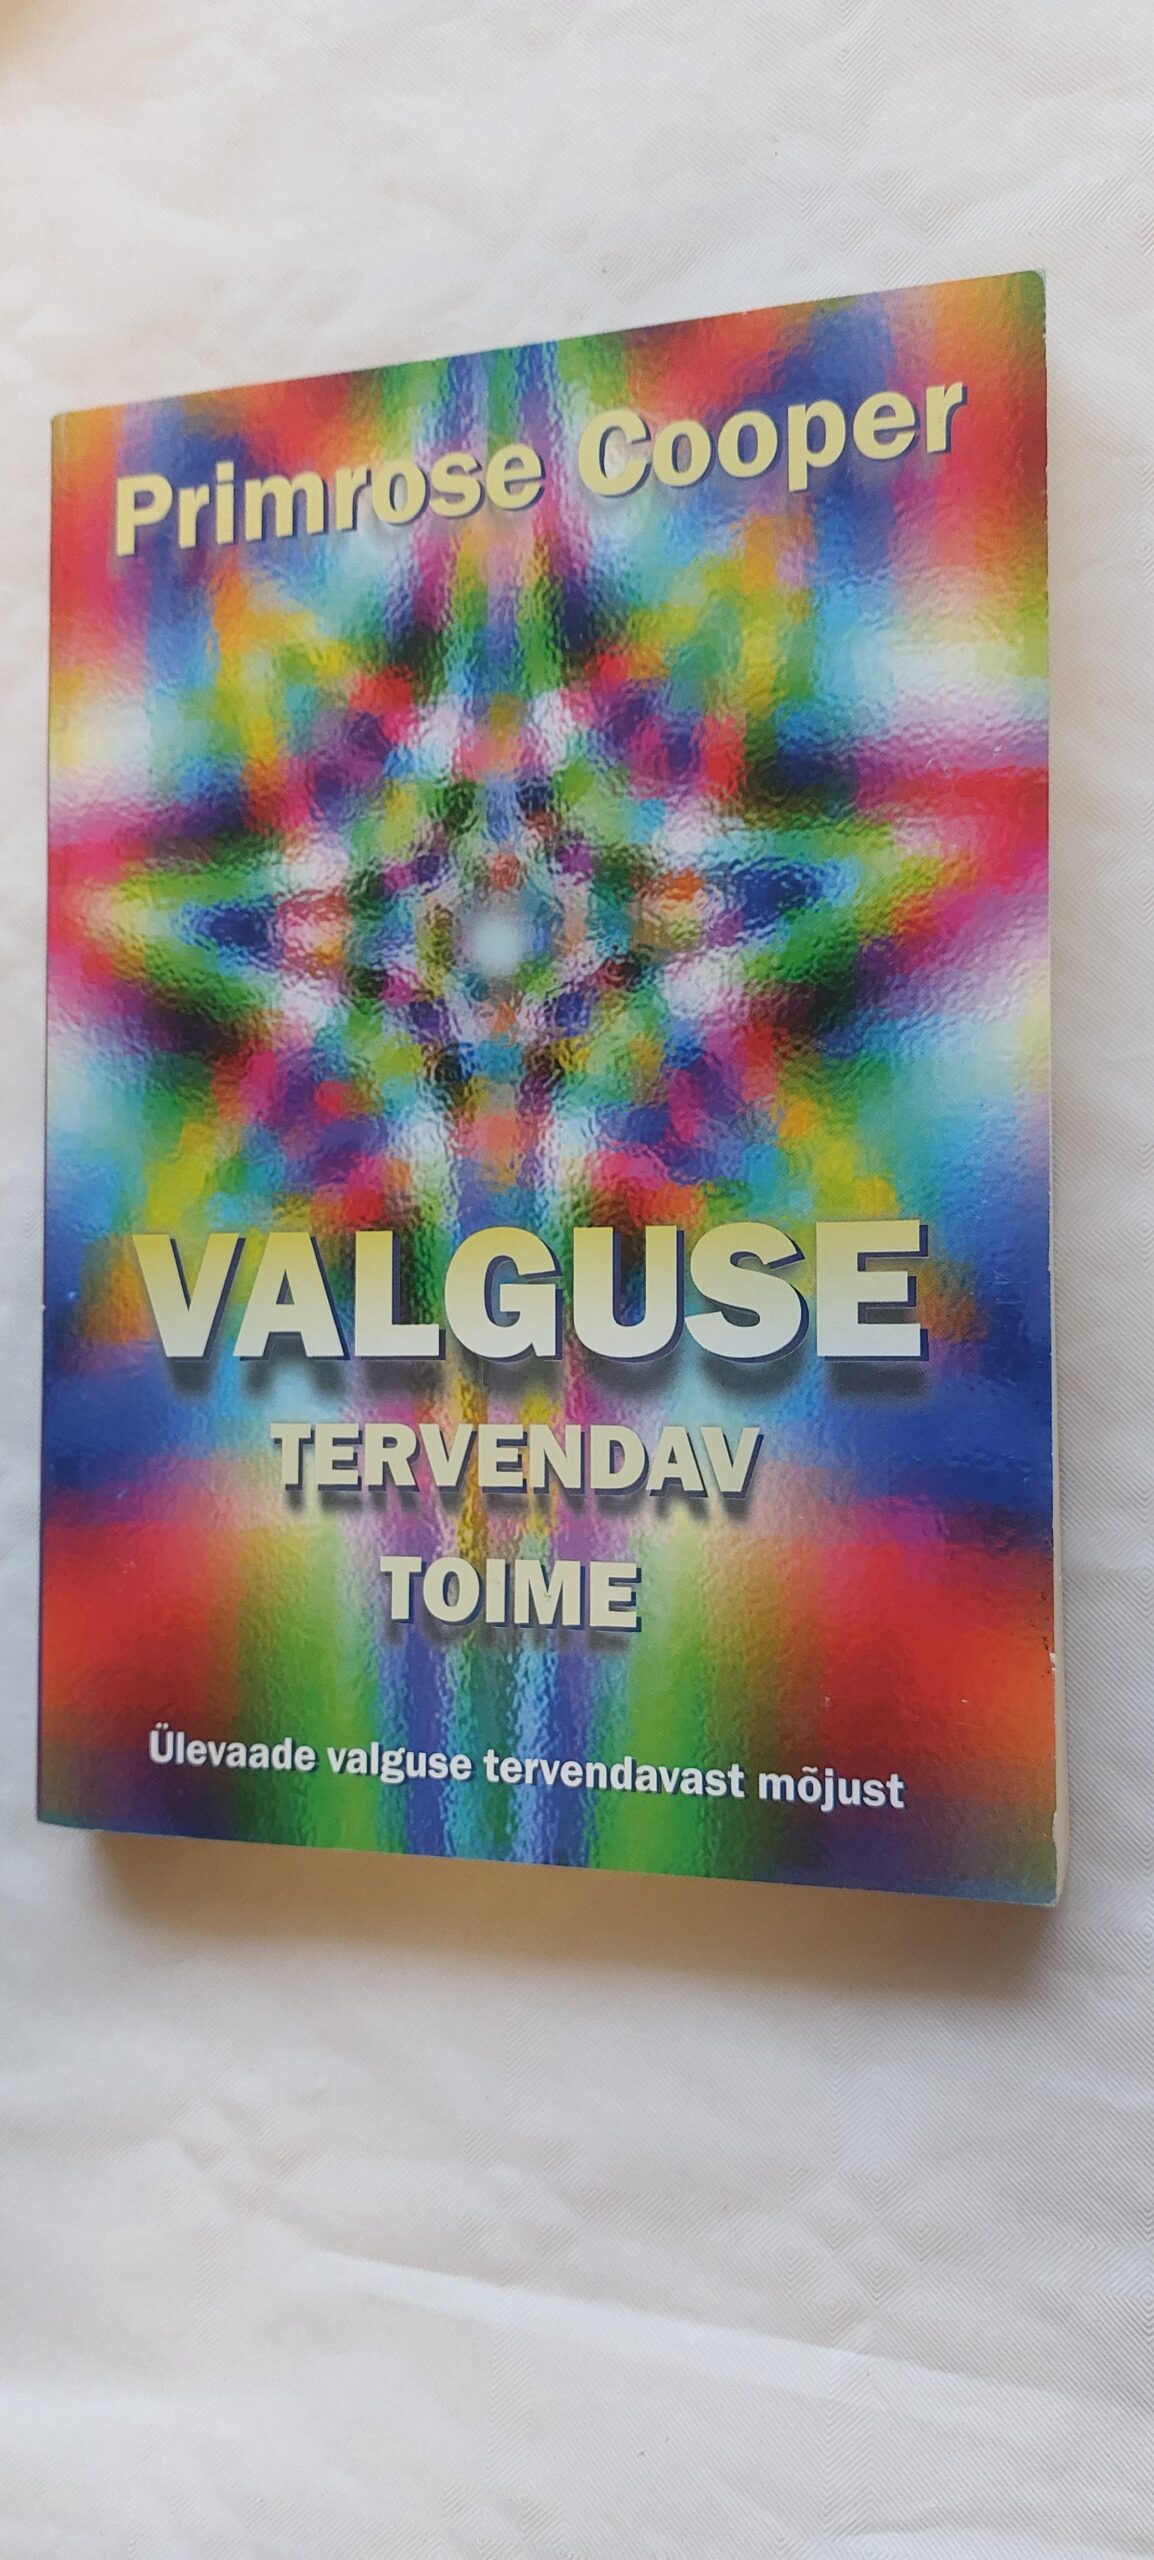 Primrose Cooper
VALGUSE
TERVENDAV
TOIME
Ülevaade valguse tervendavast mõjust